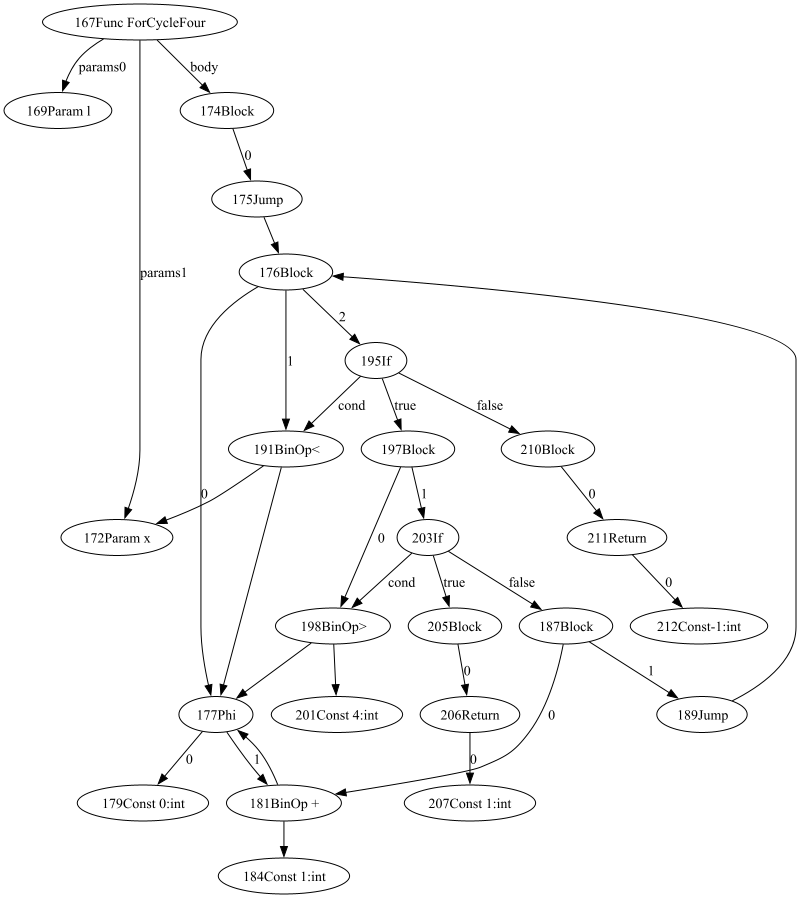 167Func ForCycleFour
params0
body
169Param l
174Block
0
175Jump
params1
176Block
2
1
195If
cond
true
false
191BinOp<
197Block
210Block
0
1
0
172Param x
0
203If
211Return
cond
true
false
0
198BinOp>
205Block
187Block
212Const-1:int
0
1
177Phi
201Const 4:int
206Return
0
189Jump
0
1
0
179Const 0:int
181BinOp +
207Const 1:int
184Const 1:int